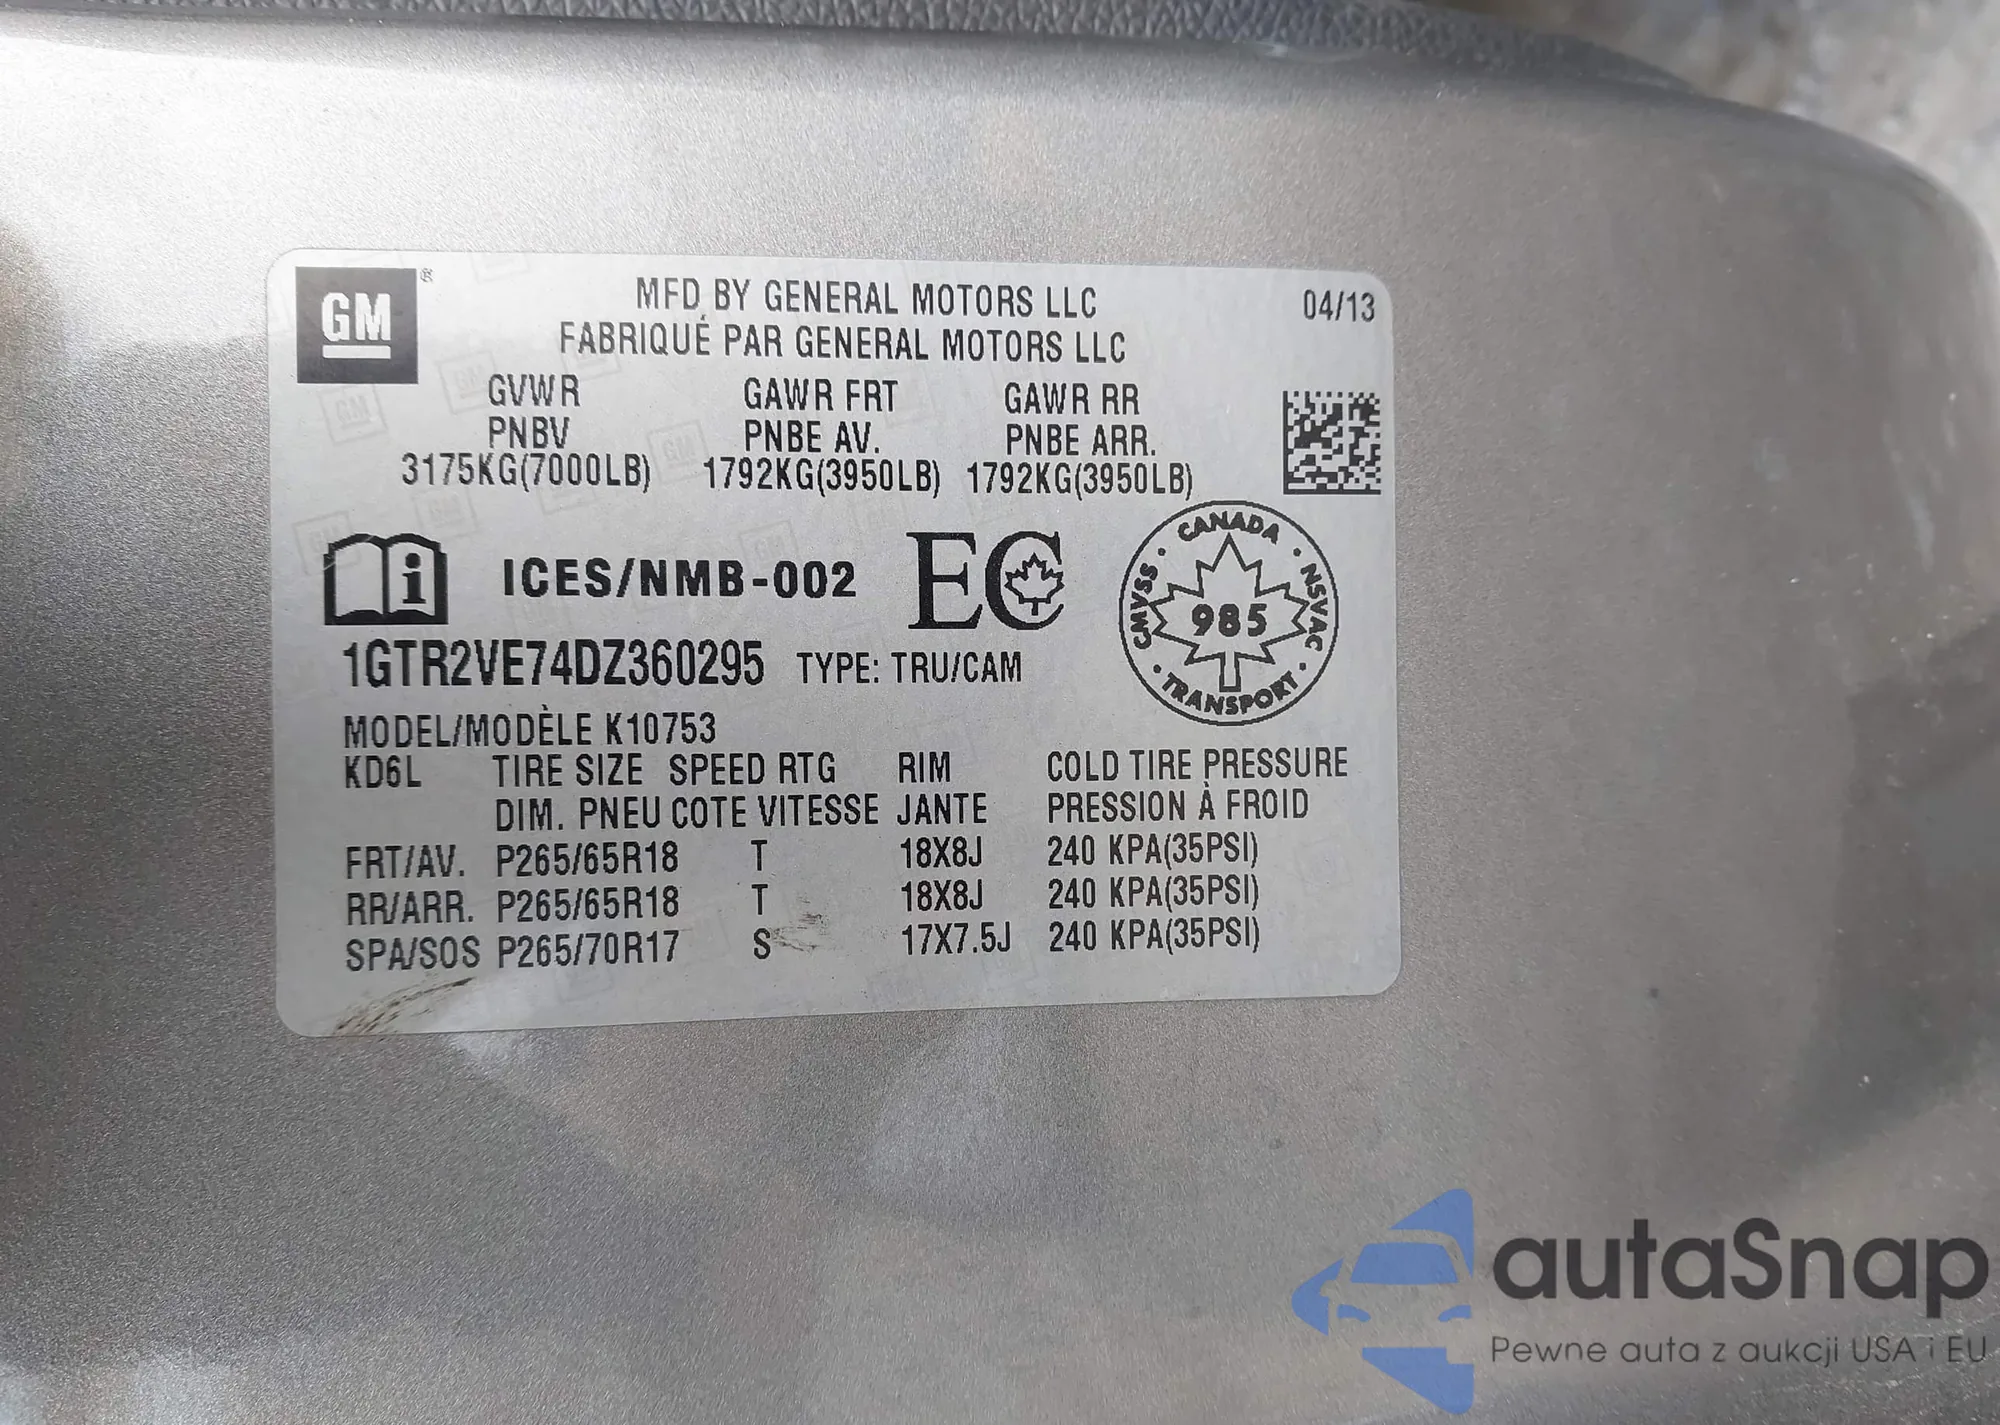 GM ®
MFD BY GENERAL MOTORS LLC 04/13
FABRIQUÉ PAR GENERAL MOTORS LLC
GVWR GAWR FRT GAWR RR
PNBV PNBE AV. PNBE ARR.
3175KG(7000LB) 1792KG(3950LB) 1792KG(3950LB)
i ICES/NMB-002 EC
CANADA
CMVSS 985 NSVAC
TRANSPORT
1GTR2VE74DZ360295 TYPE: TRU/CAM
MODEL/MODÈLE K10753
KD6L TIRE SIZE SPEED RTG RIM COLD TIRE PRESSURE
DIM. PNEU COTE VITESSE JANTE PRESSION À FROID
FRT/AV. P265/65R18 T 18X8J 240 KPA(35PSI)
RR/ARR. P265/65R18 T 18X8J 240 KPA(35PSI)
SPA/SOS P265/70R17 S 17X7.5J 240 KPA(35PSI)
autaSnap
Pewne auta z aukcji USA i EU